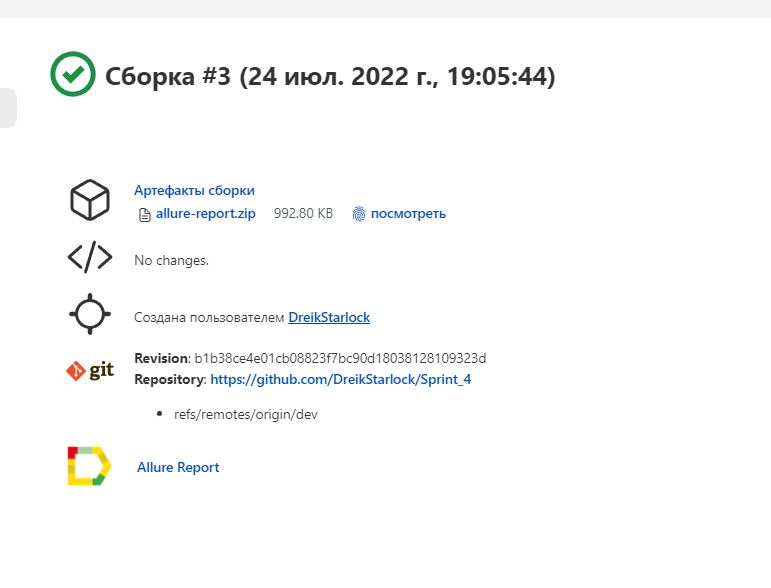 Сборка #3 (24 июл. 2022 г., 19:05:44)
Артефакты сборки
allure-report.zip 992.80 KB посмотреть
No changes.
Создана пользователем DreikStarlock
git
Revision: b1b38ce4e01cb08823f7bc90d18038128109323d
Repository: https://github.com/DreikStarlock/Sprint_4
• refs/remotes/origin/dev
Allure Report